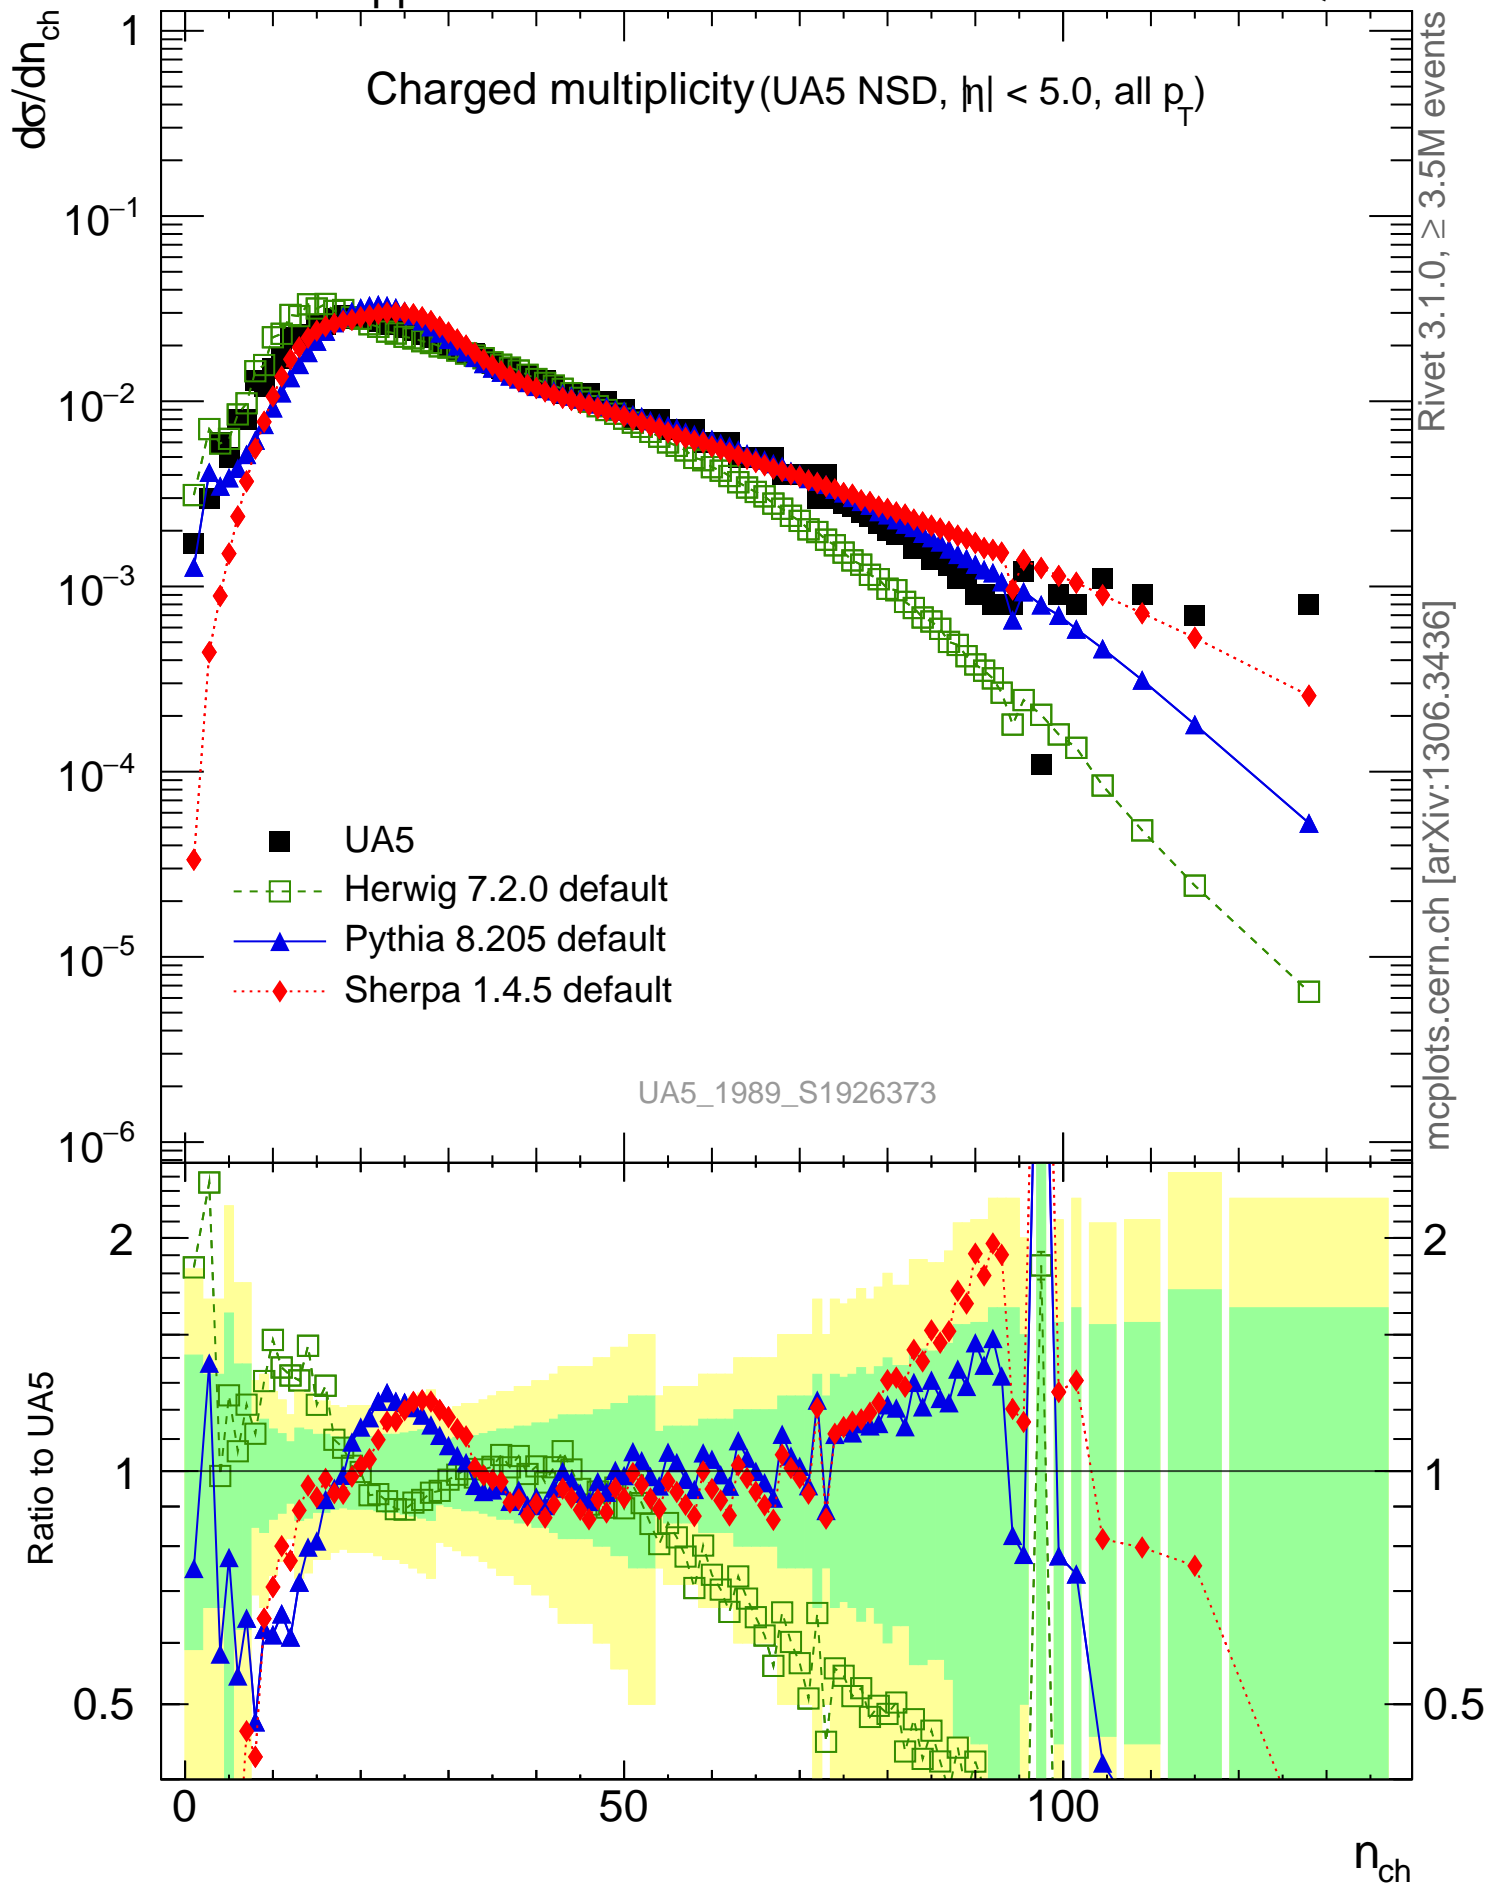 dσ/dn_ch
Charged multiplicity (UA5 NSD, |η| < 5.0, all p_T)
1
10^−1
10^−2
10^−3
10^−4
10^−5
10^−6
UA5
Herwig 7.2.0 default
Pythia 8.205 default
Sherpa 1.4.5 default
UA5_1989_S1926373
Rivet 3.1.0, ≥ 3.5M events
mcplots.cern.ch [arXiv:1306.3436]
Ratio to UA5
2
1
0.5
2
1
0.5
0
50
100
n_ch